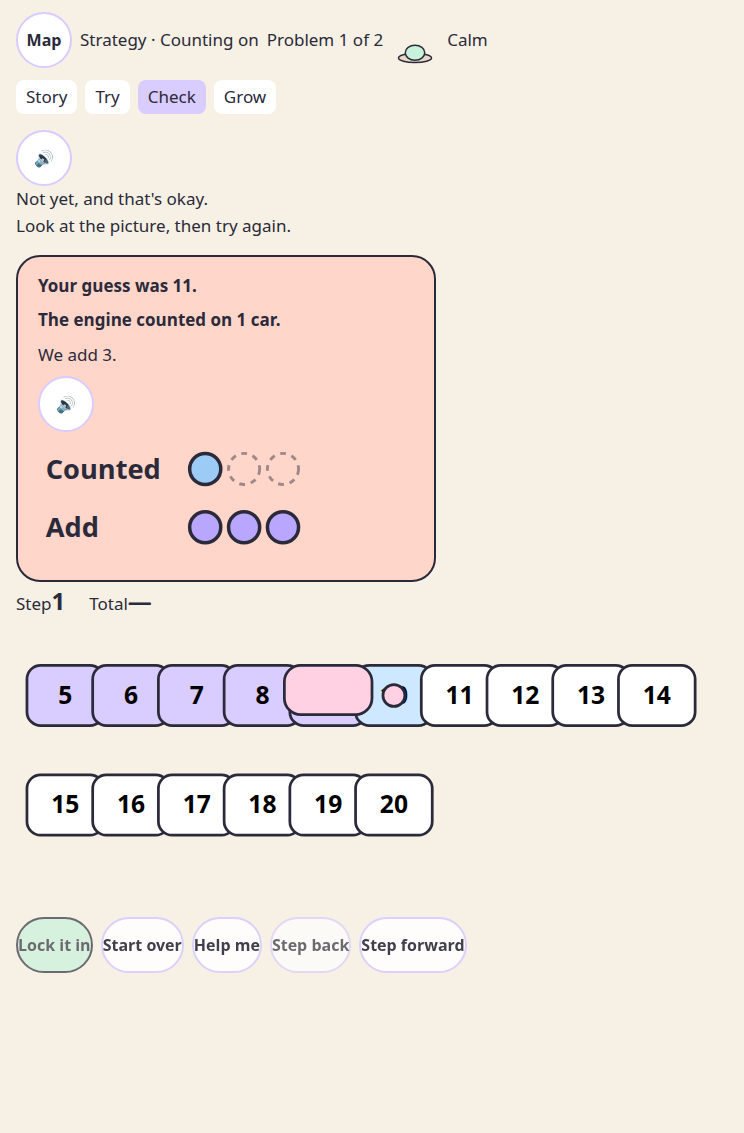 Map Strategy · Counting on Problem 1 of 2 Calm
Story Try Check Grow
Not yet, and that's okay.
Look at the picture, then try again.
Your guess was 11.
The engine counted on 1 car.
We add 3.
Counted
Add
Step 1 Total —
5 6 7 8 11 12 13 14
15 16 17 18 19 20
Lock it in Start over Help me Step back Step forward